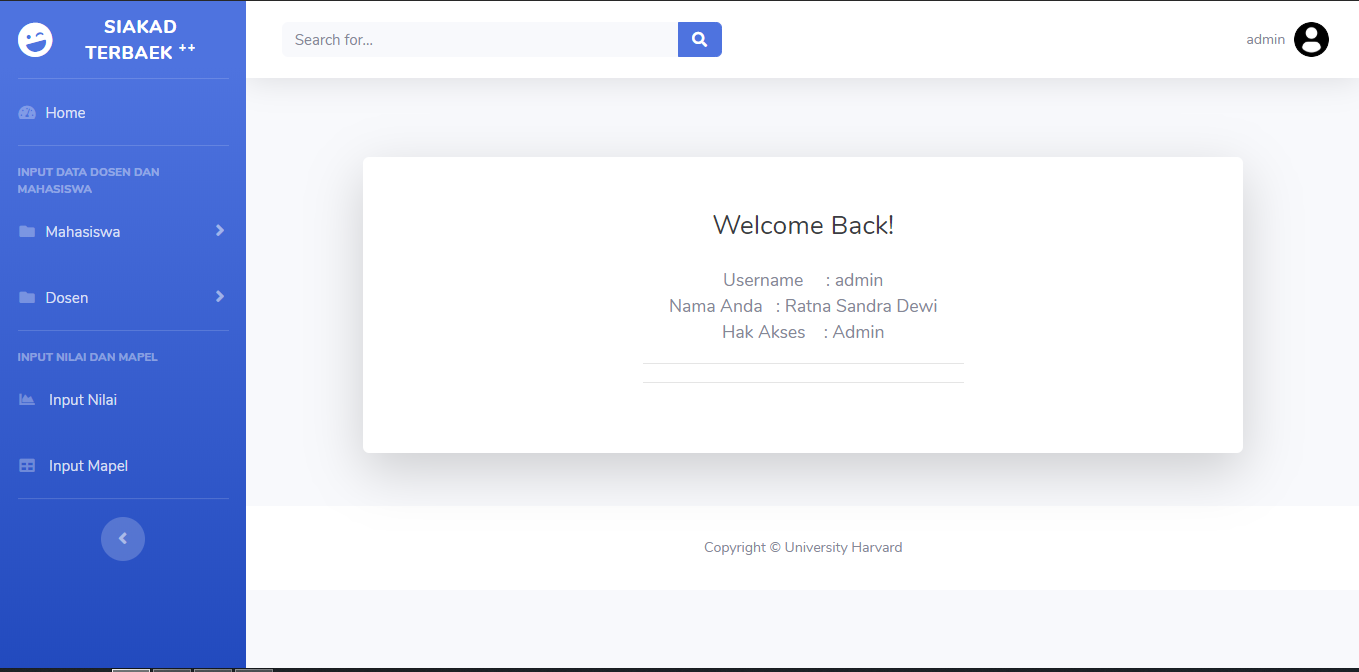 SIAKAD
TERBAEK ++
Search for...
admin
Home
INPUT DATA DOSEN DAN
MAHASISWA
Mahasiswa
Dosen
INPUT NILAI DAN MAPEL
Input Nilai
Input Mapel
Welcome Back!
Username : admin
Nama Anda : Ratna Sandra Dewi
Hak Akses : Admin
Copyright © University Harvard